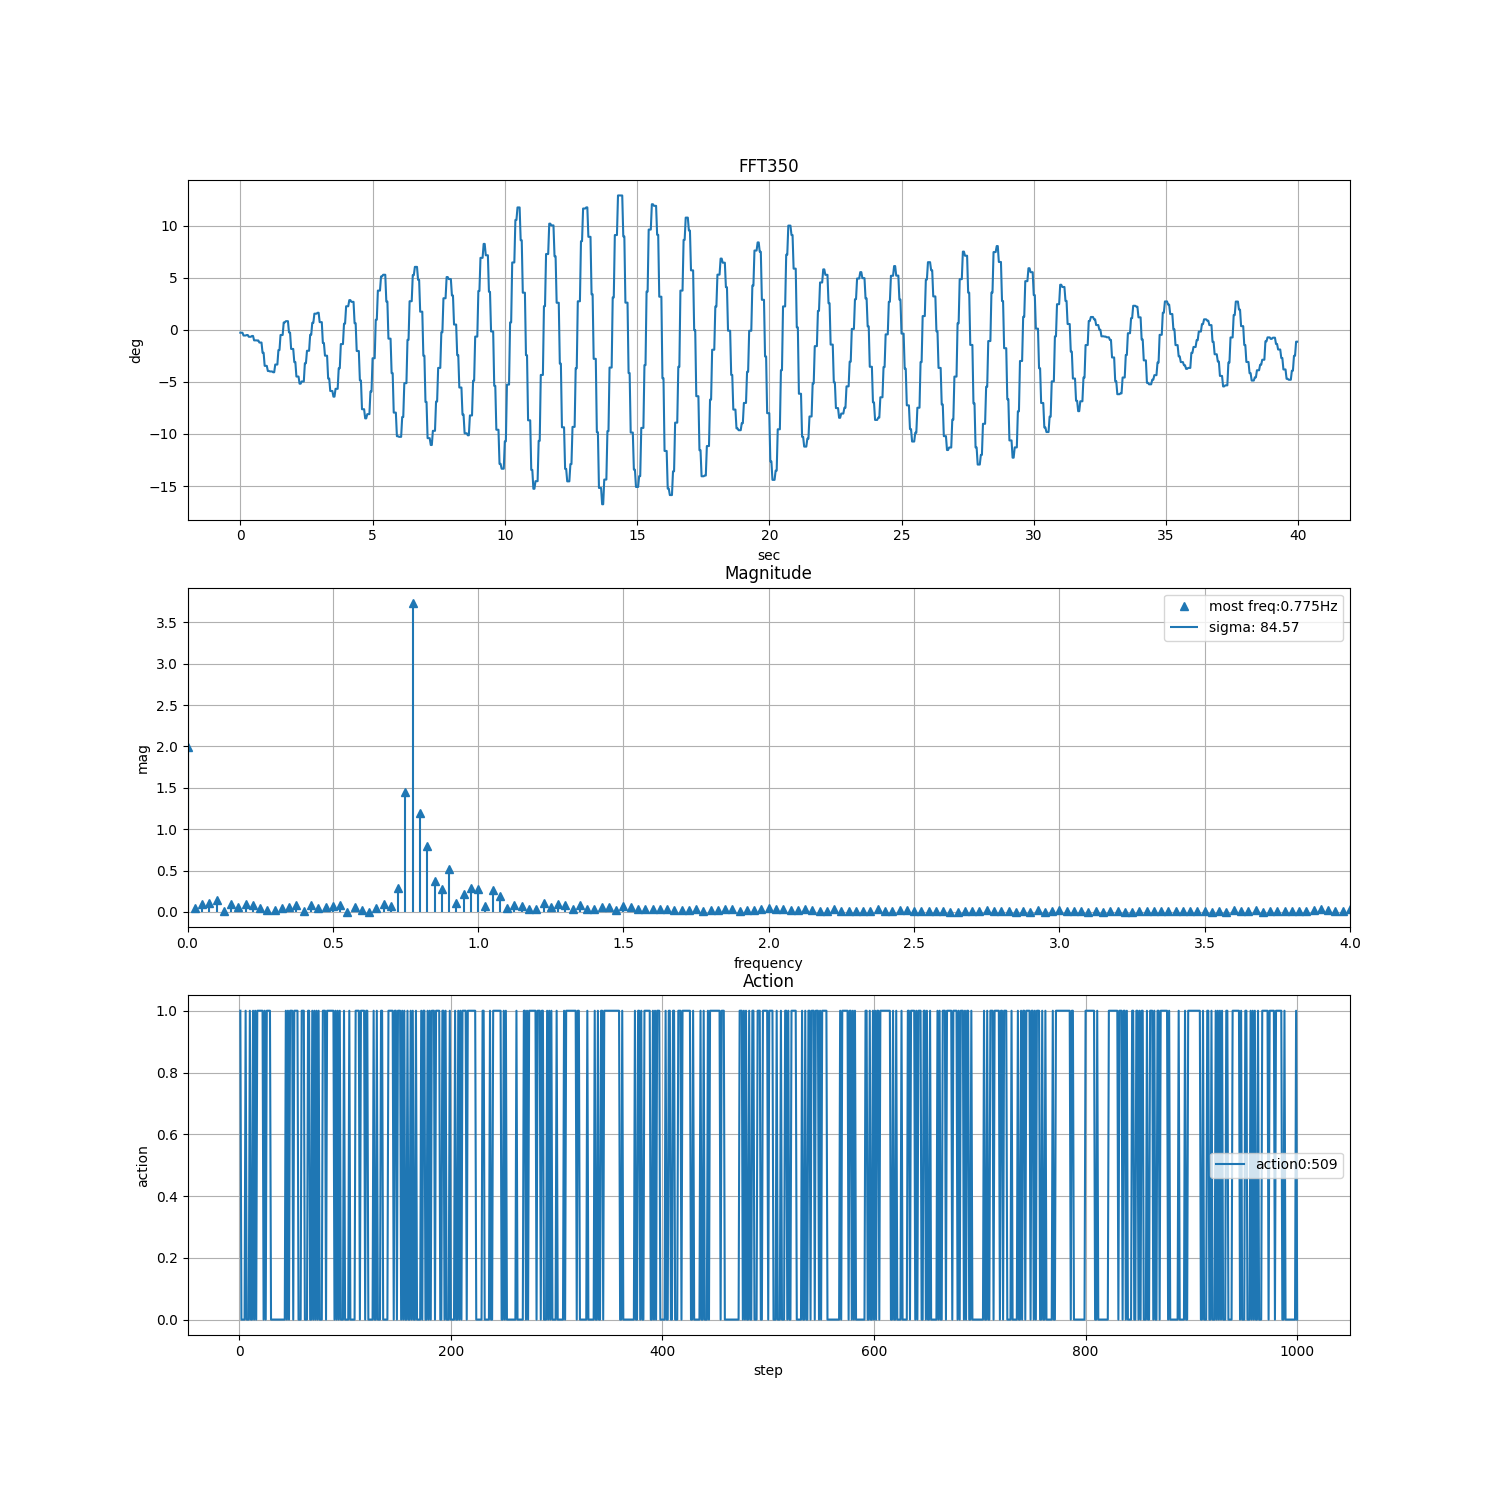 FFT350
deg
10
5
0
−5
−10
−15
0 5 10 15 20 25 30 35 40
sec
Magnitude
most freq:0.775Hz
sigma: 84.57
mag
3.5
3.0
2.5
2.0
1.5
1.0
0.5
0.0
0.0 0.5 1.0 1.5 2.0 2.5 3.0 3.5 4.0
frequency
Action
action
1.0
0.8
0.6
0.4
0.2
0.0
action0:509
0 200 400 600 800 1000
step